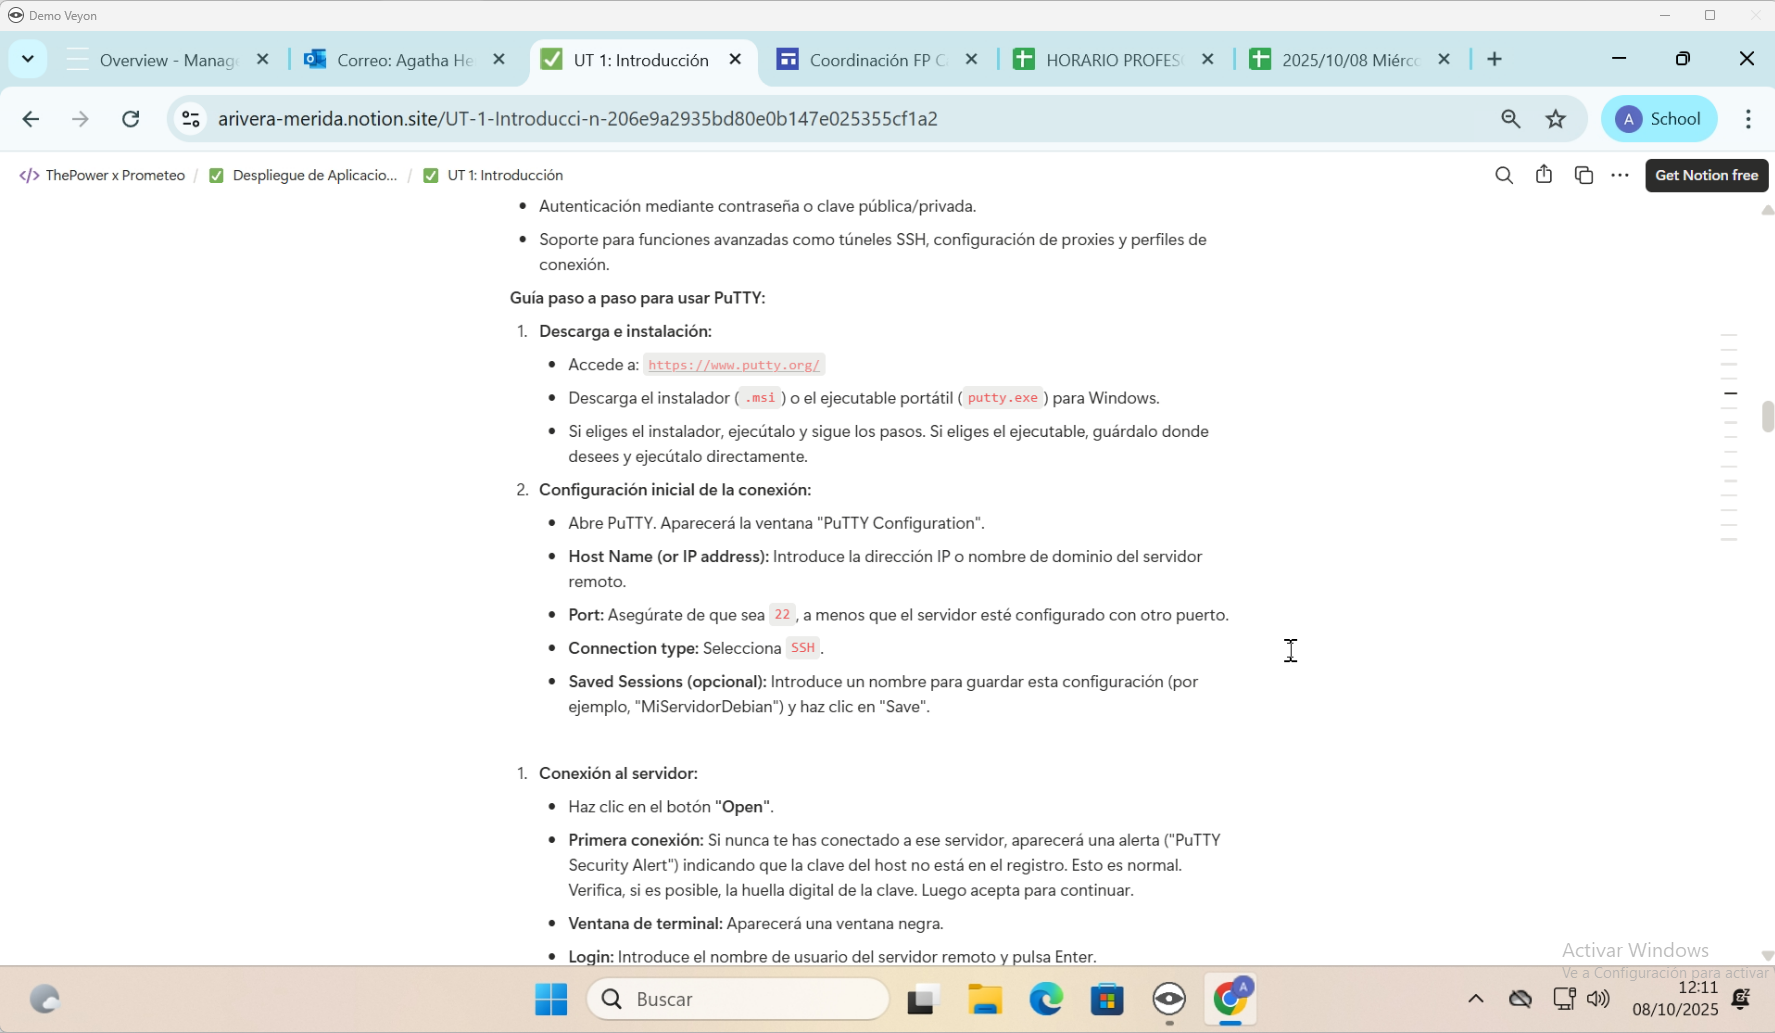 Demo Veyon
Overview - Manag
Correo: Agatha He
UT 1: Introducción
Coordinación FP C
HORARIO PROFES
2025/10/08 Miérc
arivera-merida.notion.site/UT-1-Introducci-n-206e9a2935bd80e0b147e025355cf1a2
A School
</> ThePower x Prometeo / Despliegue de Aplicacio... / UT 1: Introducción
Get Notion free
• Autenticación mediante contraseña o clave pública/privada.
• Soporte para funciones avanzadas como túneles SSH, configuración de proxies y perfiles de
conexión.
Guía paso a paso para usar PuTTY:
1. Descarga e instalación:
• Accede a: https://www.putty.org/
• Descarga el instalador ( .msi ) o el ejecutable portátil ( putty.exe ) para Windows.
• Si eliges el instalador, ejecútalo y sigue los pasos. Si eliges el ejecutable, guárdalo donde
desees y ejecútalo directamente.
2. Configuración inicial de la conexión:
• Abre PuTTY. Aparecerá la ventana "PuTTY Configuration".
• Host Name (or IP address): Introduce la dirección IP o nombre de dominio del servidor
remoto.
• Port: Asegúrate de que sea 22 , a menos que el servidor esté configurado con otro puerto.
• Connection type: Selecciona SSH .
• Saved Sessions (opcional): Introduce un nombre para guardar esta configuración (por
ejemplo, "MiServidorDebian") y haz clic en "Save".
1. Conexión al servidor:
• Haz clic en el botón "Open".
• Primera conexión: Si nunca te has conectado a ese servidor, aparecerá una alerta ("PuTTY
Security Alert") indicando que la clave del host no está en el registro. Esto es normal.
Verifica, si es posible, la huella digital de la clave. Luego acepta para continuar.
• Ventana de terminal: Aparecerá una ventana negra.
• Login: Introduce el nombre de usuario del servidor remoto y pulsa Enter.
Activar Windows
Ve a Configuración para activar
Buscar
A
12:11
08/10/2025